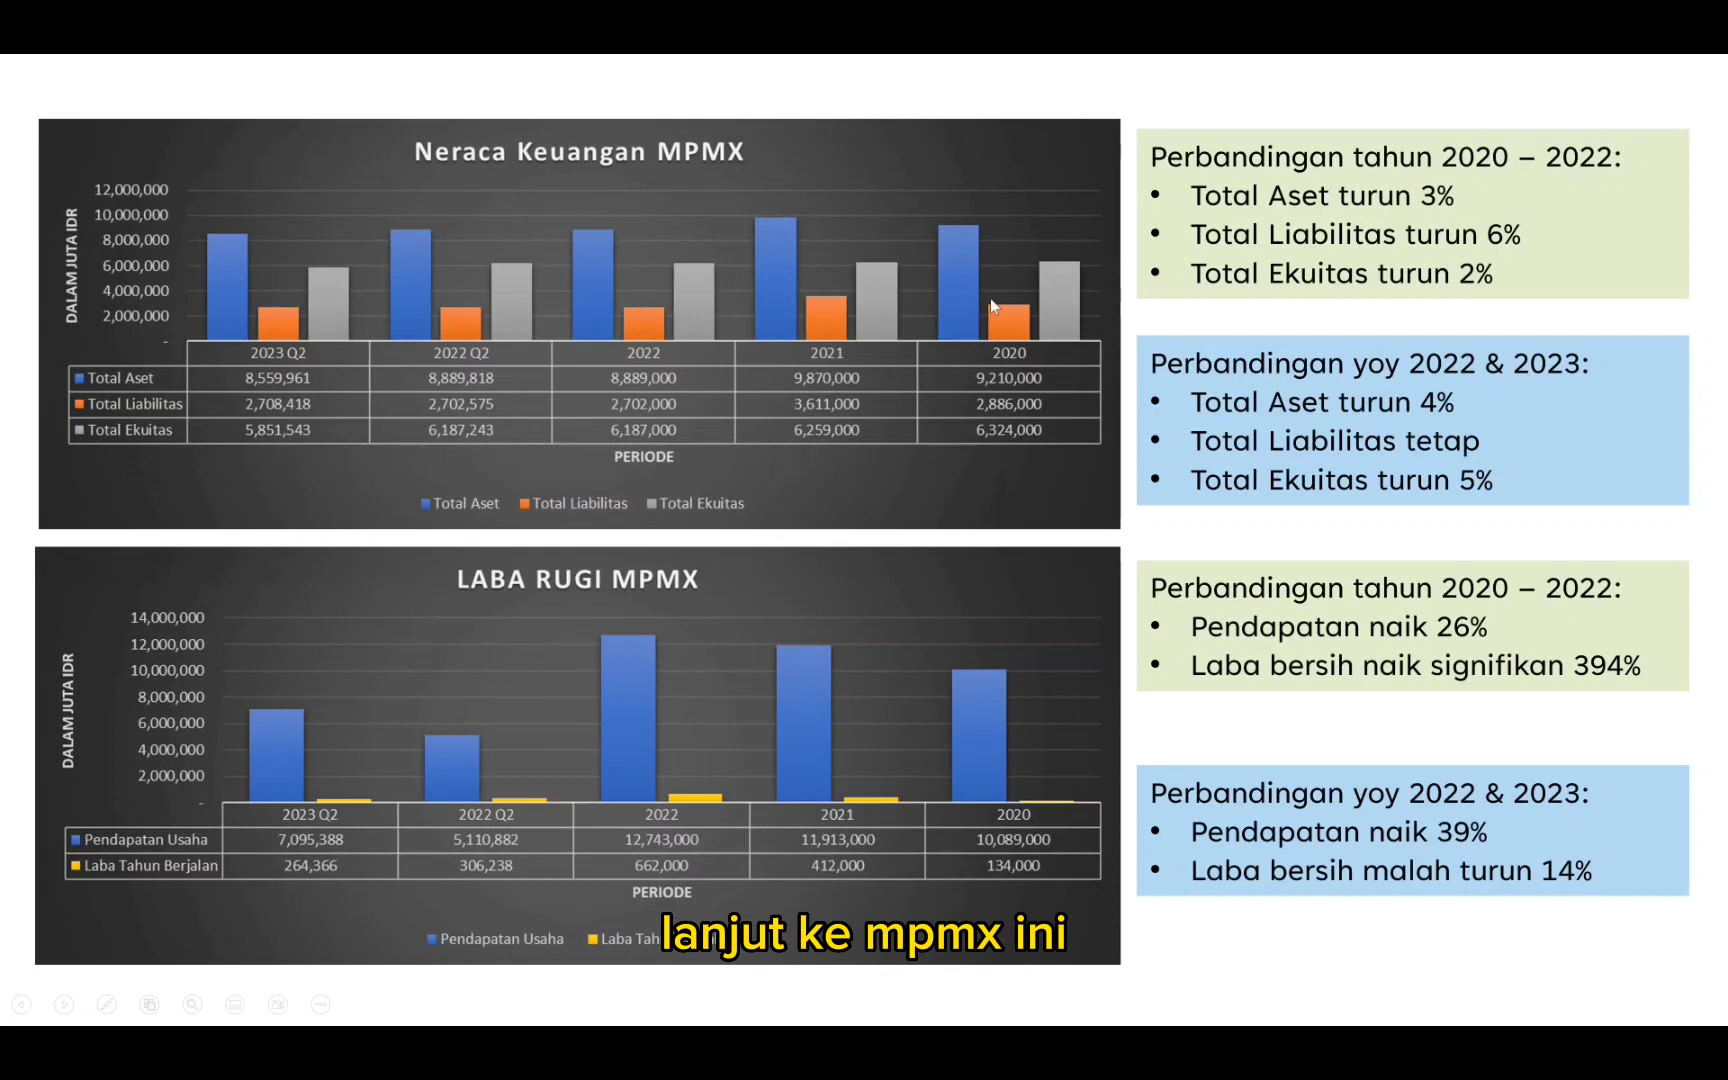 Neraca Keuangan MPMX
DALAM JUTA IDR
12,000,000
10,000,000
8,000,000
6,000,000
4,000,000
2,000,000
-
2023 Q2 2022 Q2 2022 2021 2020
Total Aset 8,559,961 8,889,818 8,889,000 9,870,000 9,210,000
Total Liabilitas 2,708,418 2,702,575 2,702,000 3,611,000 2,886,000
Total Ekuitas 5,851,543 6,187,243 6,187,000 6,259,000 6,324,000
PERIODE
Total Aset Total Liabilitas Total Ekuitas
Perbandingan tahun 2020 – 2022:
• Total Aset turun 3%
• Total Liabilitas turun 6%
• Total Ekuitas turun 2%
Perbandingan yoy 2022 & 2023:
• Total Aset turun 4%
• Total Liabilitas tetap
• Total Ekuitas turun 5%
LABA RUGI MPMX
DALAM JUTA IDR
14,000,000
12,000,000
10,000,000
8,000,000
6,000,000
4,000,000
2,000,000
-
2023 Q2 2022 Q2 2022 2021 2020
Pendapatan Usaha 7,095,388 5,110,882 12,743,000 11,913,000 10,089,000
Laba Tahun Berjalan 264,366 306,238 662,000 412,000 134,000
PERIODE
Pendapatan Usaha Laba Tah
lanjut ke mpmx ini
Perbandingan tahun 2020 – 2022:
• Pendapatan naik 26%
• Laba bersih naik signifikan 394%
Perbandingan yoy 2022 & 2023:
• Pendapatan naik 39%
• Laba bersih malah turun 14%